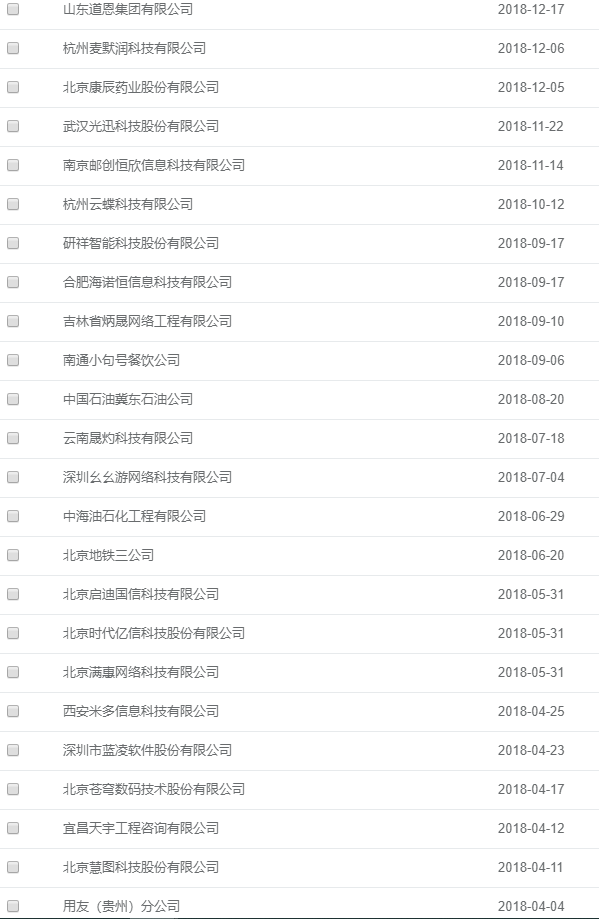 山东道恩集团有限公司 2018-12-17
杭州麦默润科技有限公司 2018-12-06
北京康辰药业股份有限公司 2018-12-05
武汉光迅科技股份有限公司 2018-11-22
南京邮创恒欣信息科技有限公司 2018-11-14
杭州云蝶科技有限公司 2018-10-12
研祥智能科技股份有限公司 2018-09-17
合肥海诺恒信息科技有限公司 2018-09-17
吉林省炳晟网络工程有限公司 2018-09-10
南通小句号餐饮公司 2018-09-06
中国石油冀东石油公司 2018-08-20
云南晟灼科技有限公司 2018-07-18
深圳幺幺游网络科技有限公司 2018-07-04
中海油石化工程有限公司 2018-06-29
北京地铁三公司 2018-06-20
北京启迪国信科技有限公司 2018-05-31
北京时代亿信科技股份有限公司 2018-05-31
北京满惠网络科技有限公司 2018-05-31
西安米多信息科技有限公司 2018-04-25
深圳市蓝凌软件股份有限公司 2018-04-23
北京苍穹数码技术股份有限公司 2018-04-17
宜昌天宇工程咨询有限公司 2018-04-12
北京慧图科技股份有限公司 2018-04-11
用友（贵州）分公司 2018-04-04